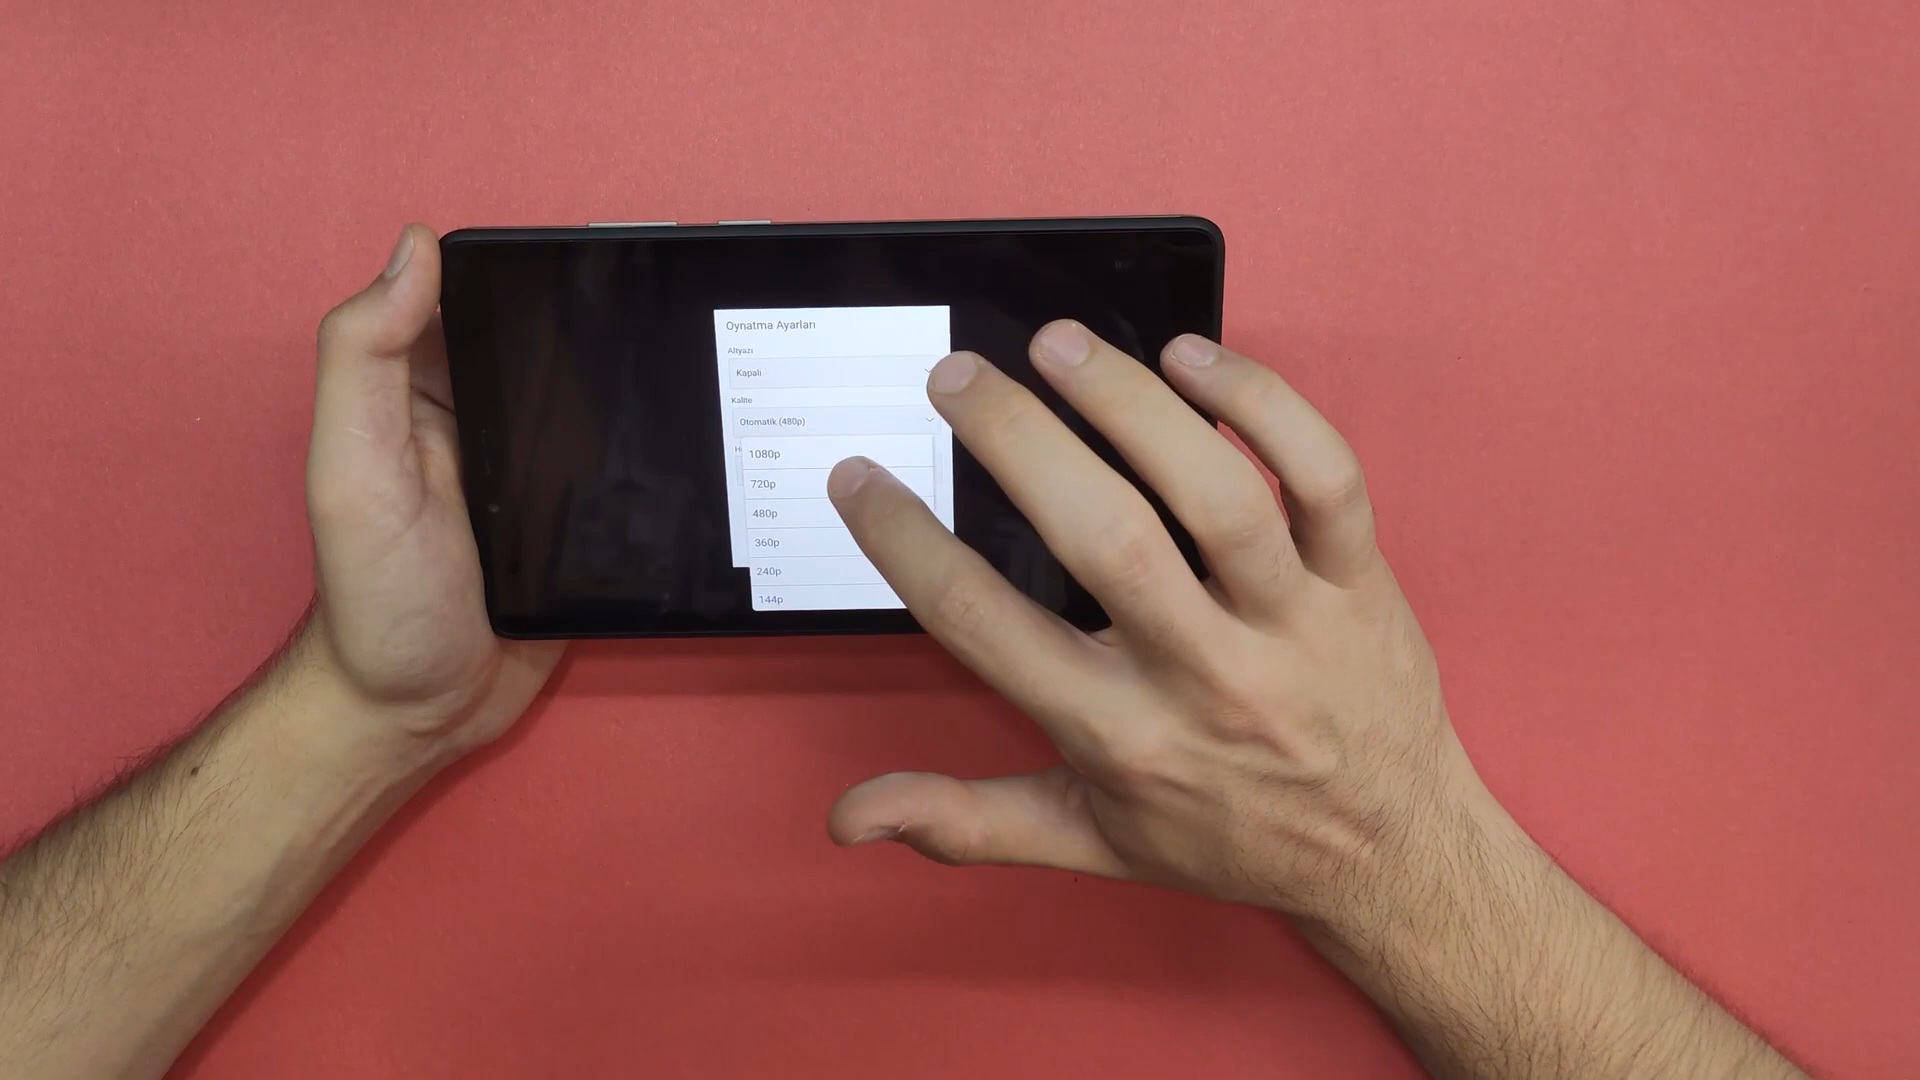 Oynatma Ayarları
Altyazı
Kapalı
Kalite
Otomatik (480p)
1080p
720p
480p
360p
240p
144p